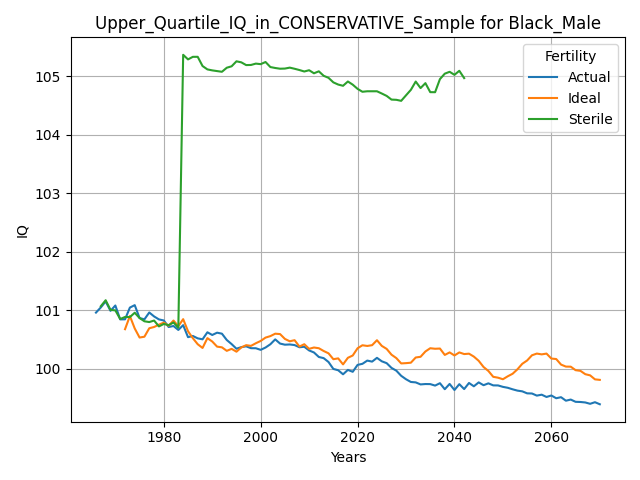 Upper_Quartile_IQ_in_CONSERVATIVE_Sample for Black_Male
Fertility
Actual
Ideal
Sterile
IQ
105
104
103
102
101
100
1980
2000
2020
2040
2060
Years